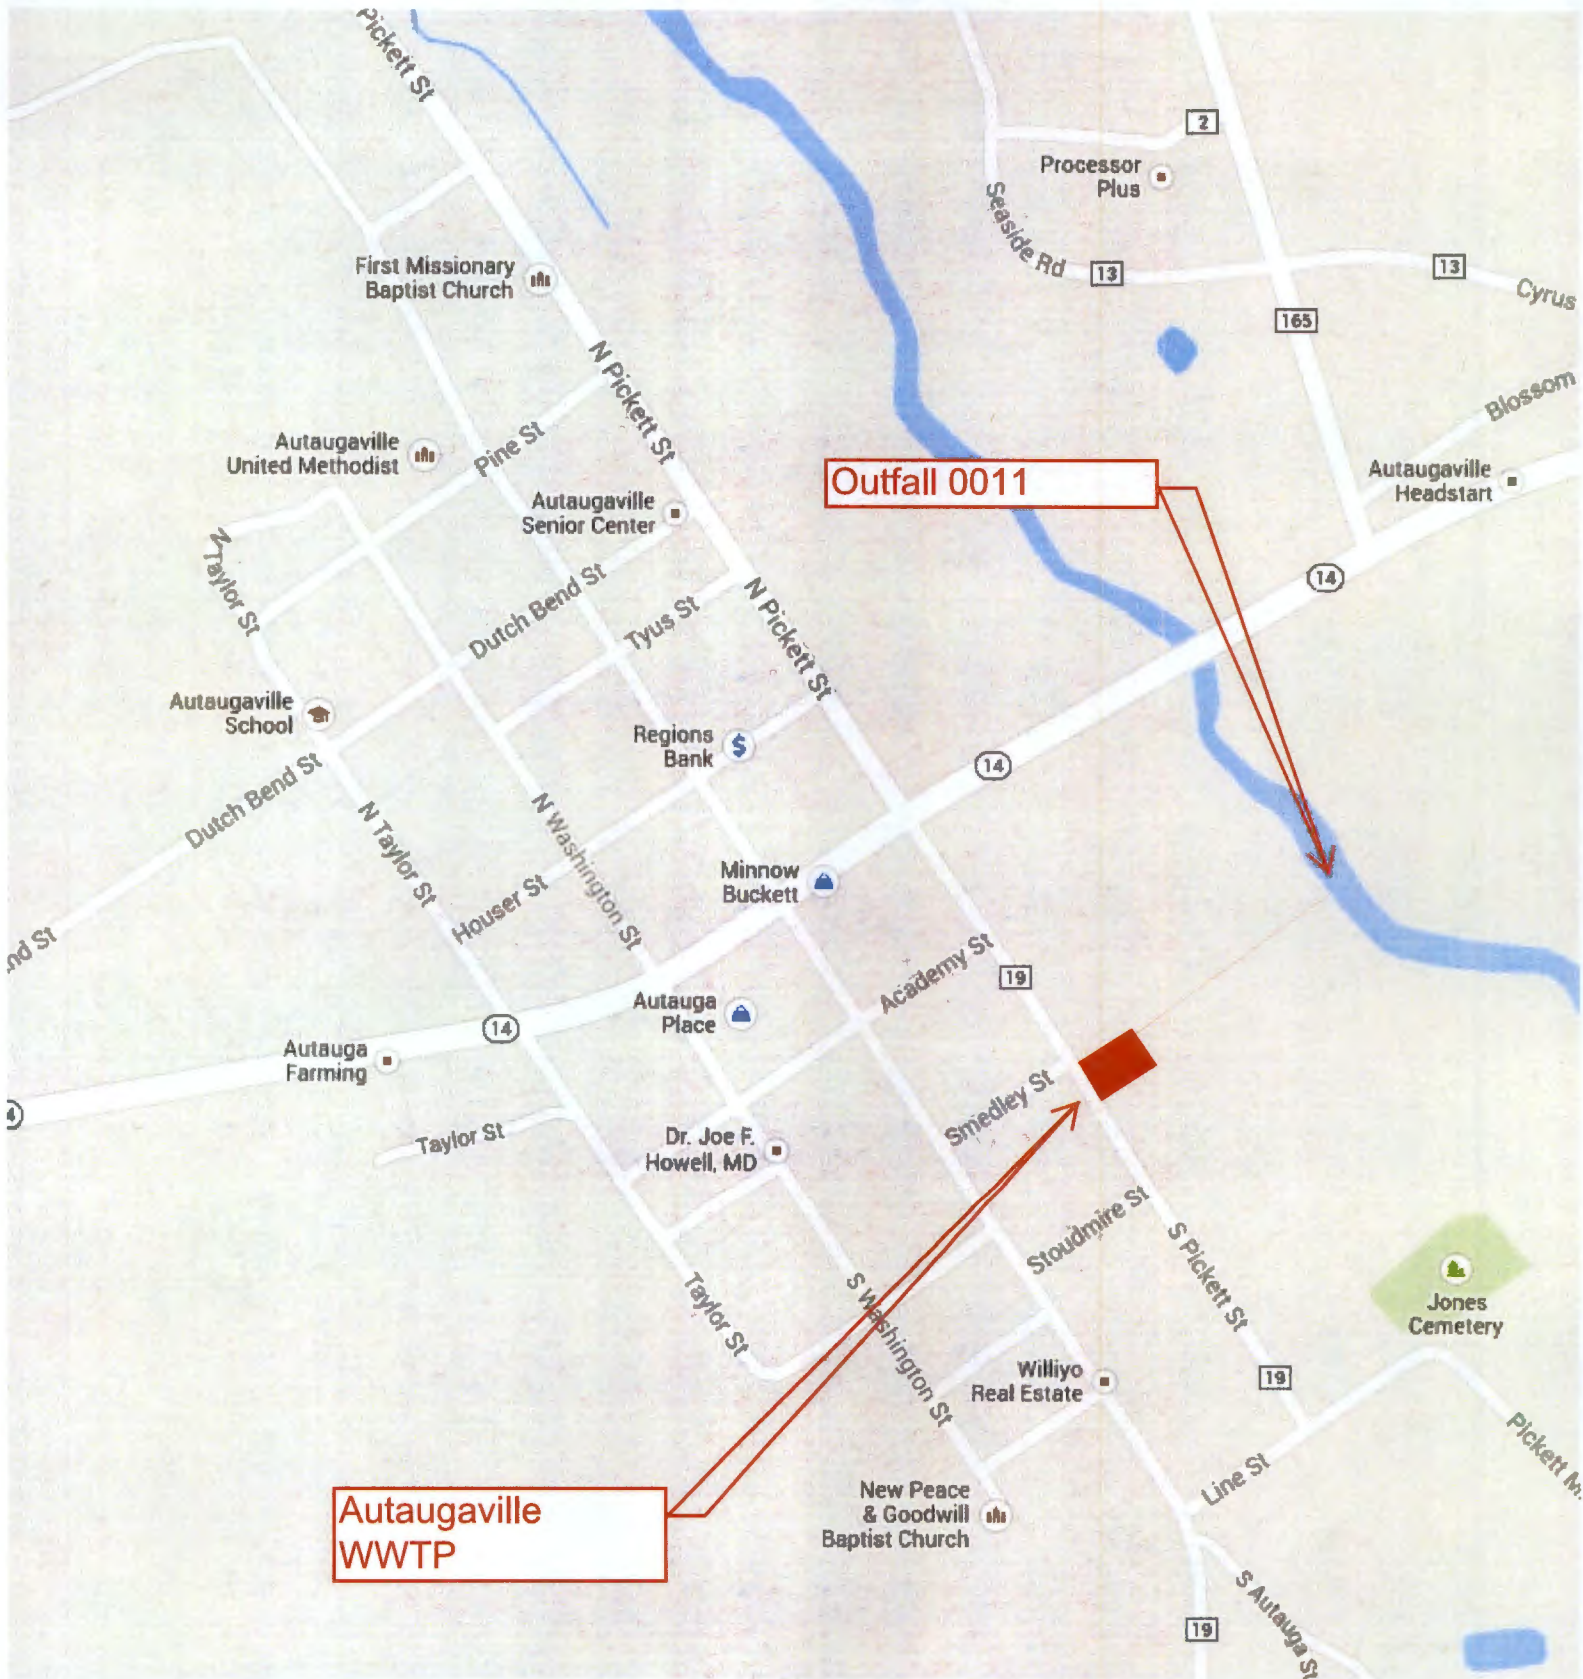 Pickett St
2
Processor
Plus
Seaside Rd
13
13
Cyrus
165
First Missionary
Baptist Church
N Pickett St
Blossom
Autaugaville
United Methodist
Pine St
Autaugaville
Headstart
Outfall 0011
Autaugaville
Senior Center
N Taylor St
14
Dutch Bend St
Tyus St
N Pickett St
Autaugaville
School
Regions
Bank
14
Dutch Bend St
N Taylor St
N Washington St
Minnow
Buckett
Houser St
nd St
Academy St
19
Autauga
Place
14
Autauga
Farming
Smedley St
4
Taylor St
Dr. Joe F.
Howell, MD
Stoudmire St
S Pickett St
Jones
Cemetery
Taylor St
S Washington St
Williyo
Real Estate
19
Pickett M
Line St
New Peace
& Goodwill
Baptist Church
Autaugaville
WWTP
S Autauga St
19